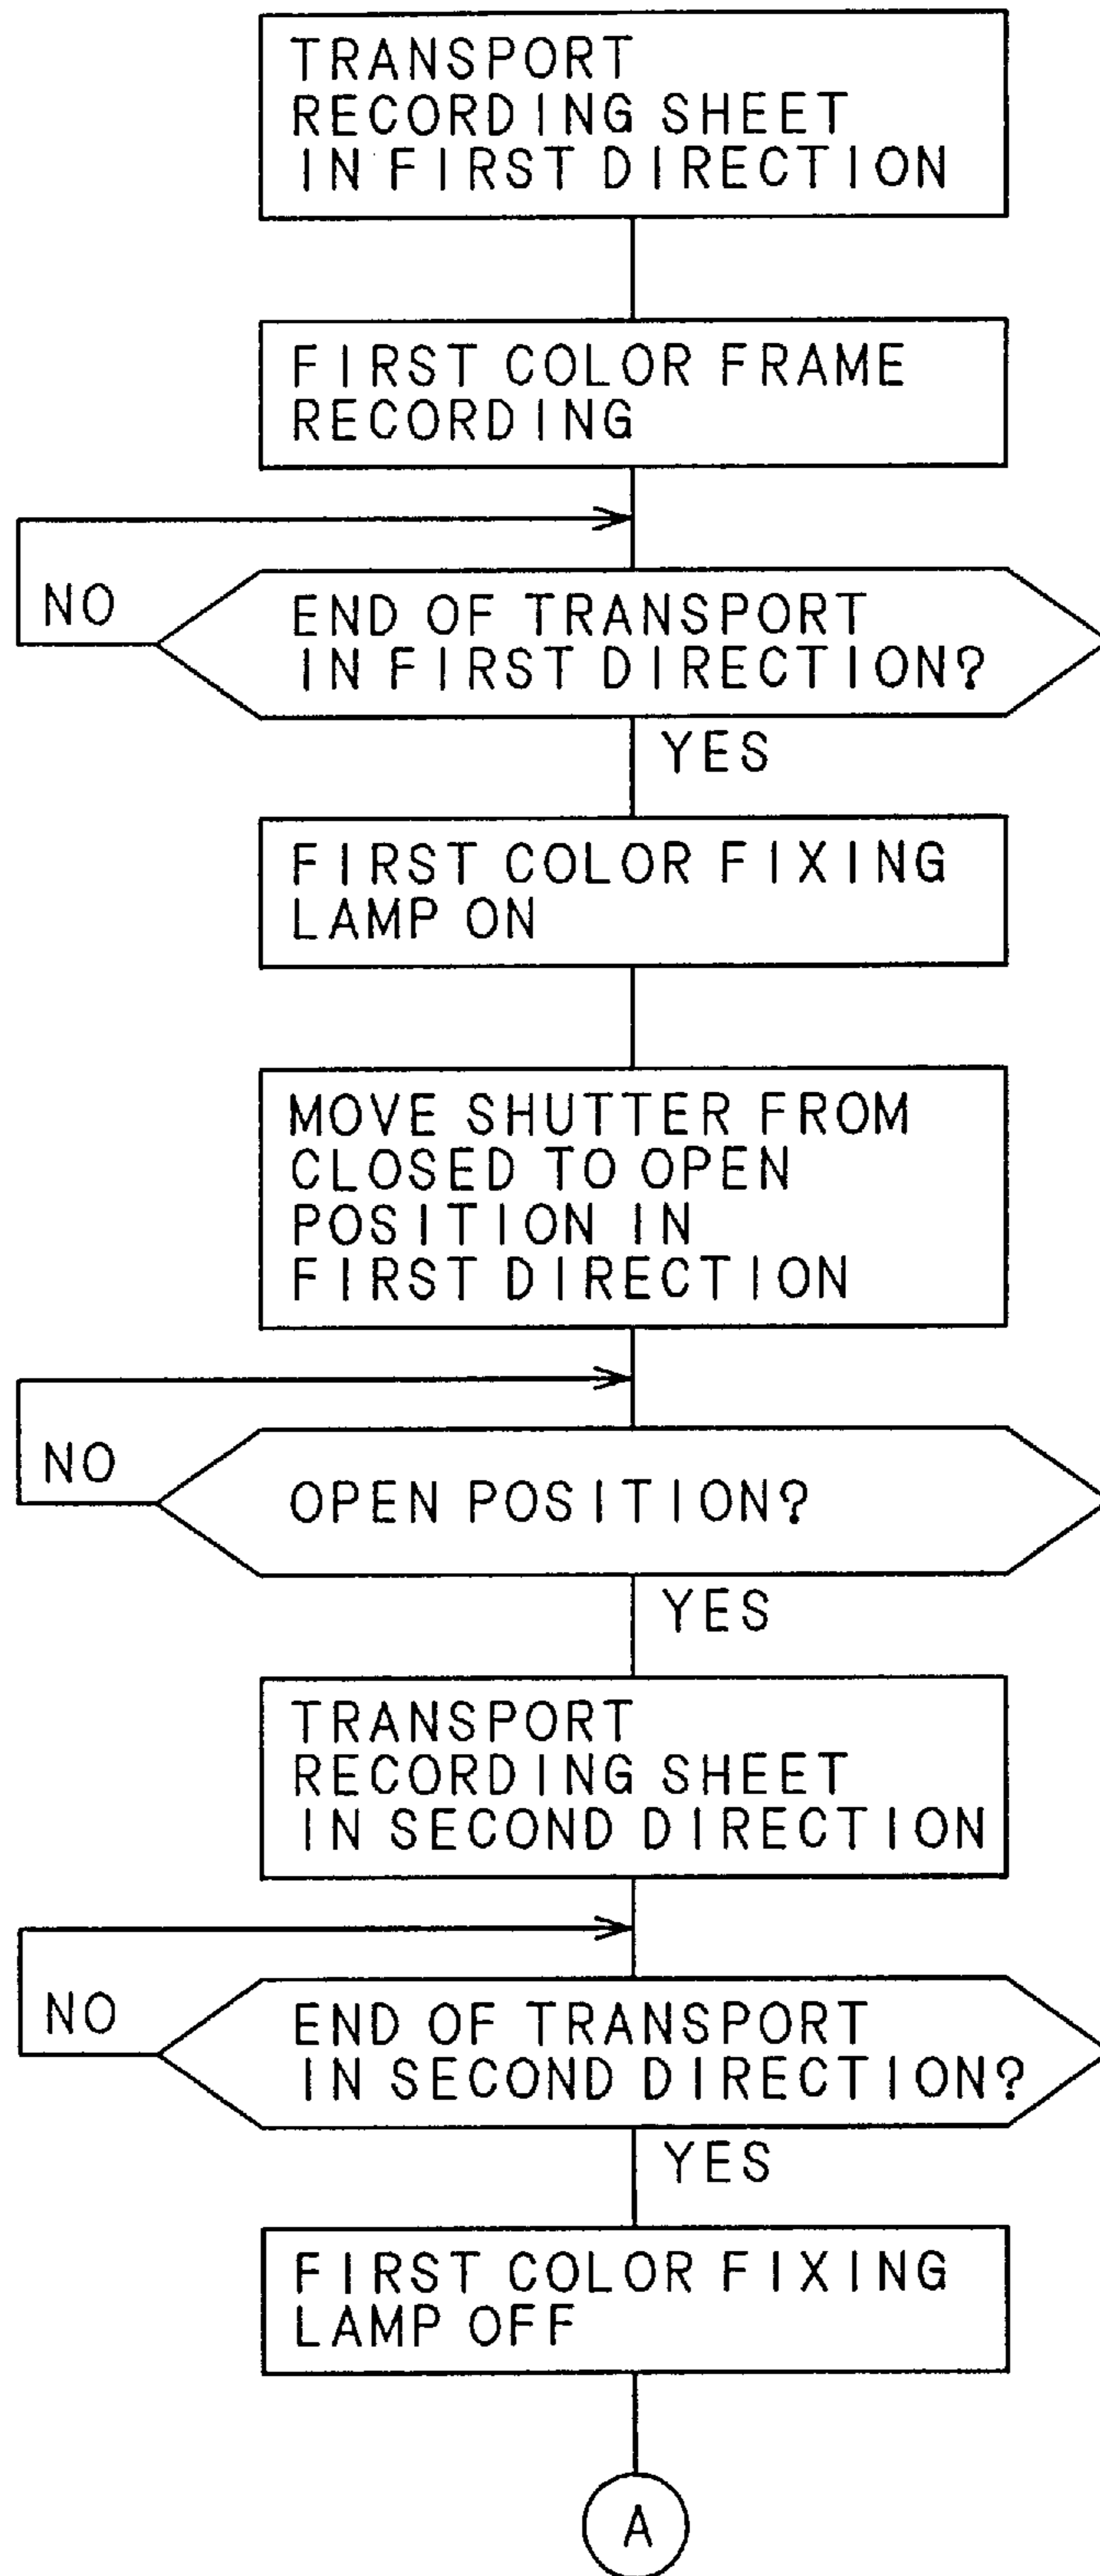 TRANSPORT
RECORDING SHEET
IN FIRST DIRECTION
FIRST COLOR FRAME
RECORDING
NO
END OF TRANSPORT
IN FIRST DIRECTION?
YES
FIRST COLOR FIXING
LAMP ON
MOVE SHUTTER FROM
CLOSED TO OPEN
POSITION IN
FIRST DIRECTION
NO
OPEN POSITION?
YES
TRANSPORT
RECORDING SHEET
IN SECOND DIRECTION
NO
END OF TRANSPORT
IN SECOND DIRECTION?
YES
FIRST COLOR FIXING
LAMP OFF
A